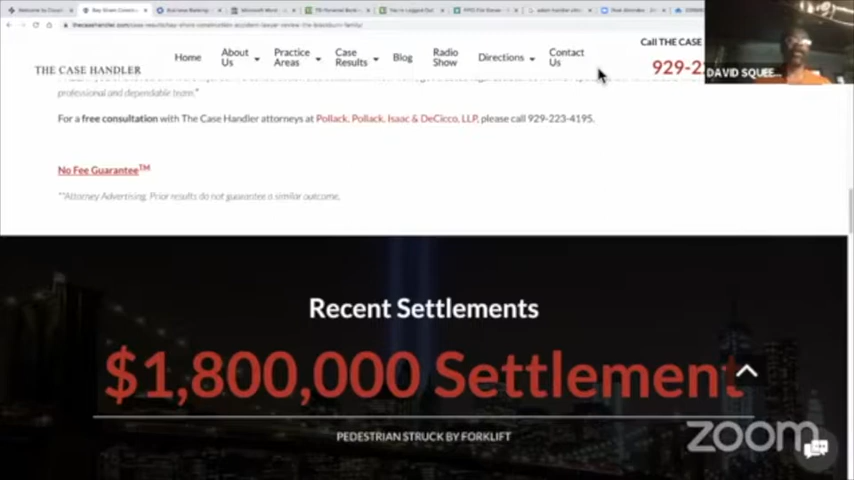 Home
About Us
Practice Areas
Case Results
Blog
Radio Show
Directions
Contact Us
Call THE CASE
THE CASE HANDLER
929-2
DAVID SQUEE...
professional and dependable team."
For a free consultation with The Case Handler attorneys at Pollack, Pollack, Isaac & DeCicco, LLP, please call 929-223-4195.
No Fee Guarantee™
**Attorney Advertising. Prior results do not guarantee a similar outcome.
Recent Settlements
$1,800,000 Settlement
PEDESTRIAN STRUCK BY FORKLIFT
zoom